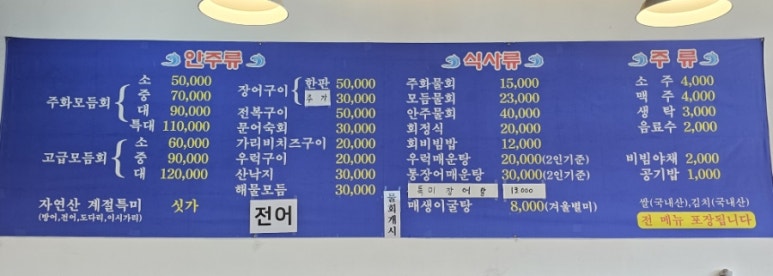 안주류
주화모듬회
소 50,000
중 70,000
대 90,000
특대 110,000
고급모듬회
소 60,000
중 90,000
대 120,000
자연산 계절특미 싯가
(방어,전어,도다리,이시가리)
장어구이
한판 50,000
추가 30,000
전복구이 50,000
문어숙회 30,000
가리비치즈구이 20,000
우럭구이 20,000
산낙지 30,000
해물모듬 30,000
전어
물회개시
식사류
주화물회 15,000
모듬물회 23,000
안주물회 40,000
회정식 20,000
회비빔밥 12,000
우럭매운탕 20,000(2인기준)
통장어매운탕 30,000(2인기준)
특미장어탕 13,000
매생이굴탕 8,000(겨울별미)
주류
소주 4,000
맥주 4,000
생탁 3,000
음료수 2,000
비빔야채 2,000
공기밥 1,000
쌀(국내산),김치(국내산)
전 메뉴 포장됩니다